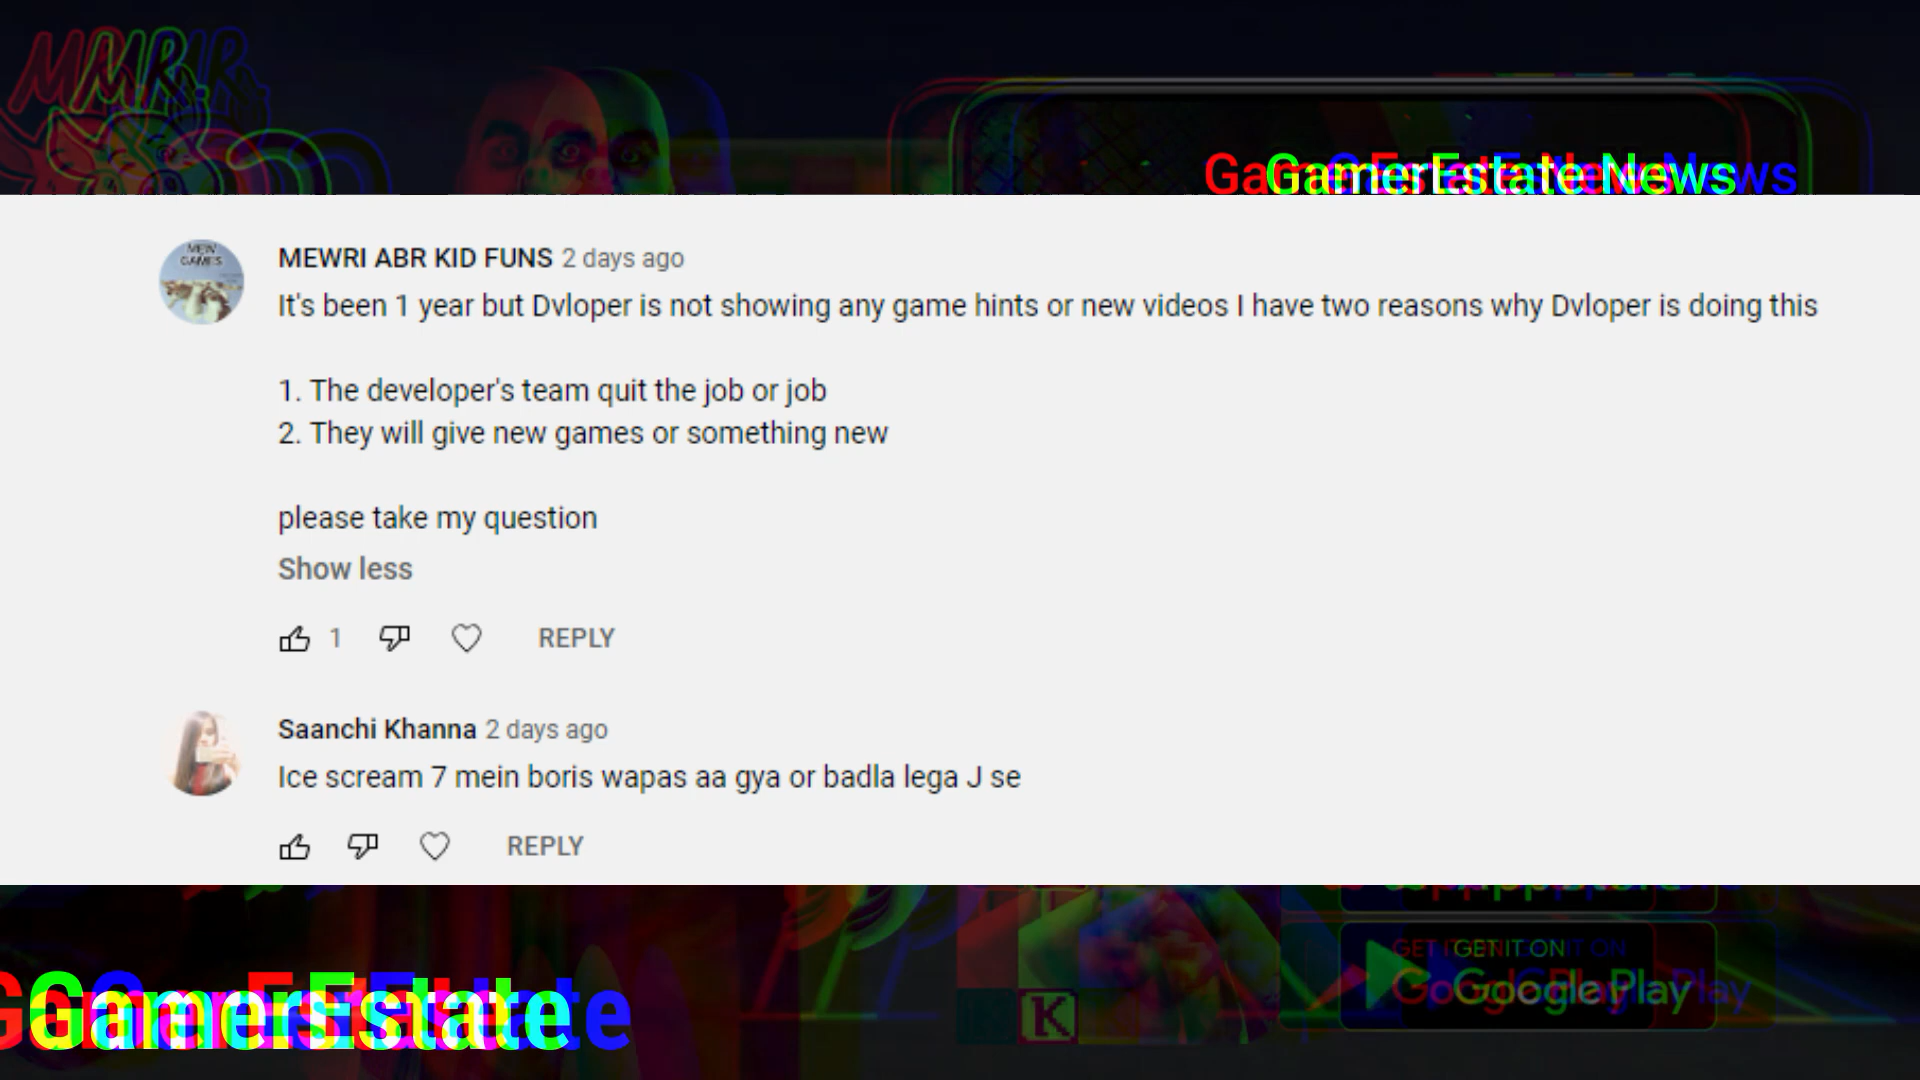 MR.R.
GamerEstate News
MEWRI ABR KID FUNS 2 days ago
It's been 1 year but Dvloper is not showing any game hints or new videos I have two reasons why Dvloper is doing this
1. The developer's team quit the job or job
2. They will give new games or something new
please take my question
Show less
1 REPLY
Saanchi Khanna 2 days ago
Ice scream 7 mein boris wapas aa gya or badla lega J se
REPLY
GET IT ON
Google Play
K
GamerEstate